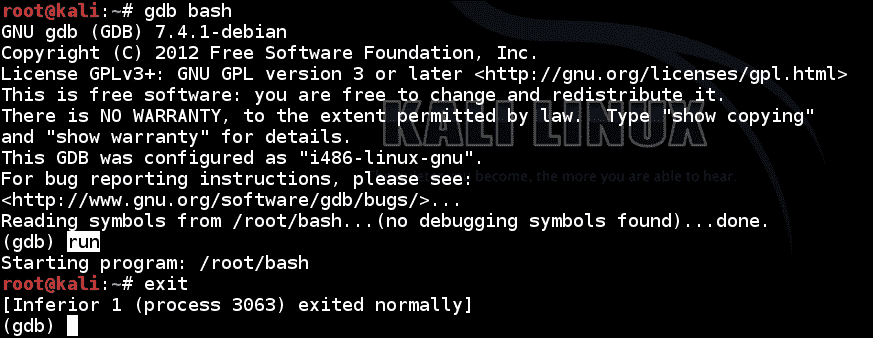 root@kali:~# gdb bash
GNU gdb (GDB) 7.4.1-debian
Copyright (C) 2012 Free Software Foundation, Inc.
License GPLv3+: GNU GPL version 3 or later <http://gnu.org/licenses/gpl.html>
This is free software: you are free to change and redistribute it.
There is NO WARRANTY, to the extent permitted by law.  Type "show copying"
and "show warranty" for details.
KALI LINUX
This GDB was configured as "i486-linux-gnu".
become, the more you are able to hear.
For bug reporting instructions, please see:
<http://www.gnu.org/software/gdb/bugs/>...
Reading symbols from /root/bash...(no debugging symbols found)...done.
(gdb) run
Starting program: /root/bash
root@kali:~# exit
[Inferior 1 (process 3063) exited normally]
(gdb)